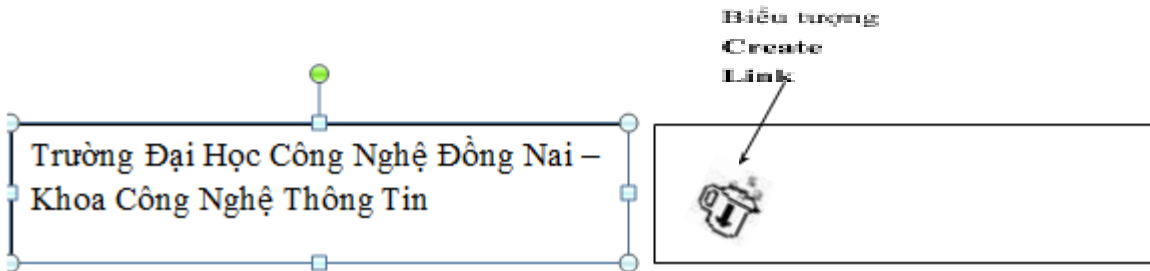 Biểu tượng
Create
Link
Trường Đại Học Công Nghệ Đồng Nai –
Khoa Công Nghệ Thông Tin